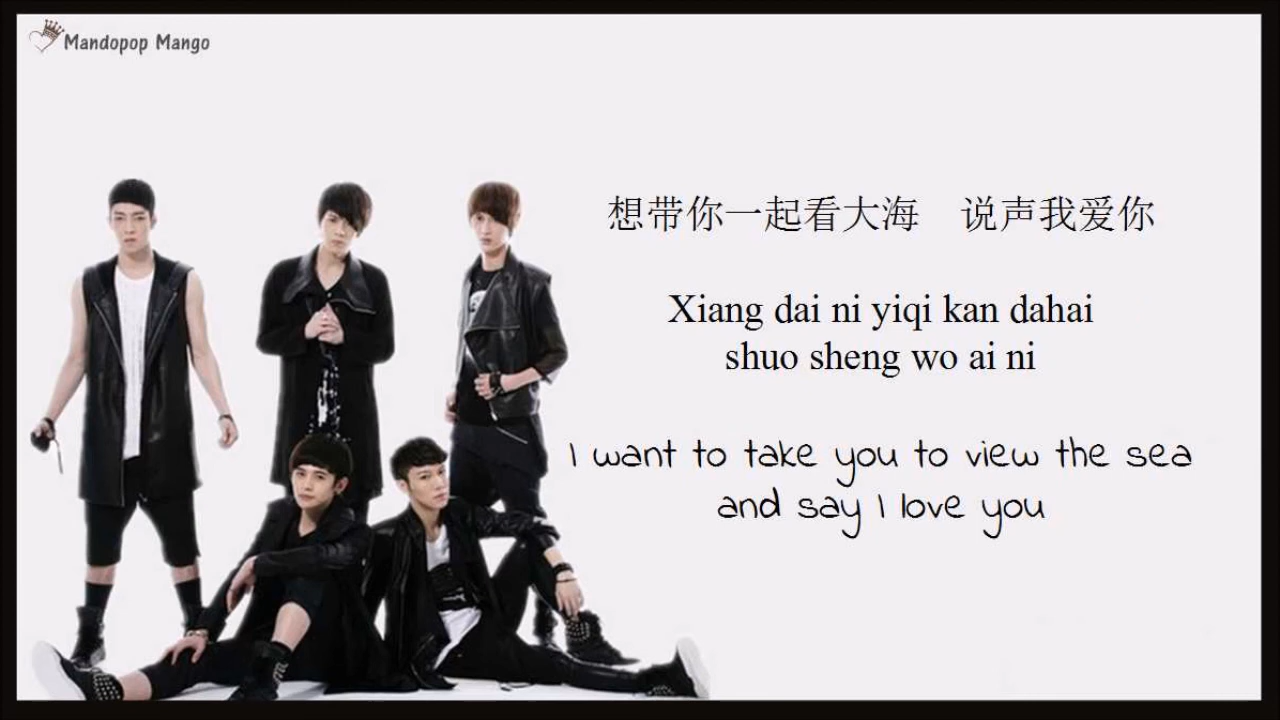 Mandopop Mango
想带你一起看大海　说声我爱你
Xiang dai ni yiqi kan dahai
shuo sheng wo ai ni
I want to take you to view the sea
and say I love you